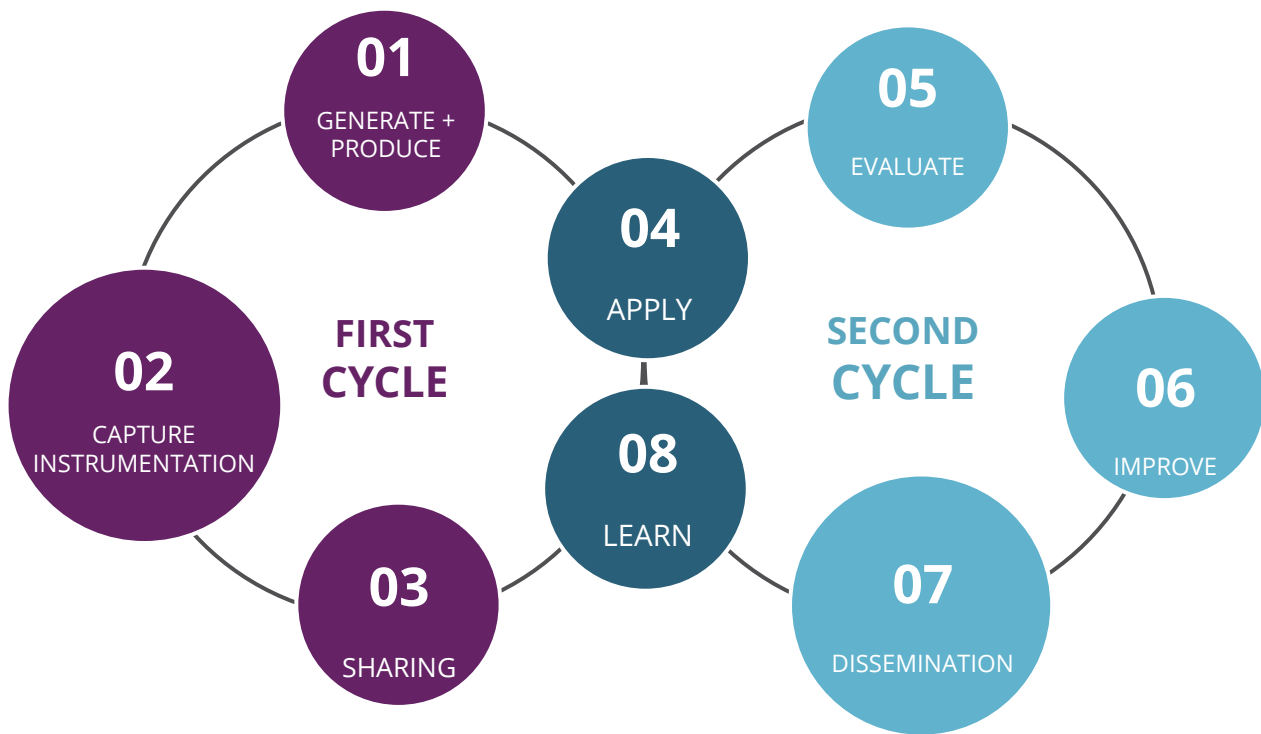 01
GENERATE +
PRODUCE
02
CAPTURE
INSTRUMENTATION
03
SHARING
FIRST
CYCLE
04
APPLY
08
LEARN
05
EVALUATE
SECOND
CYCLE
06
IMPROVE
07
DISSEMINATION